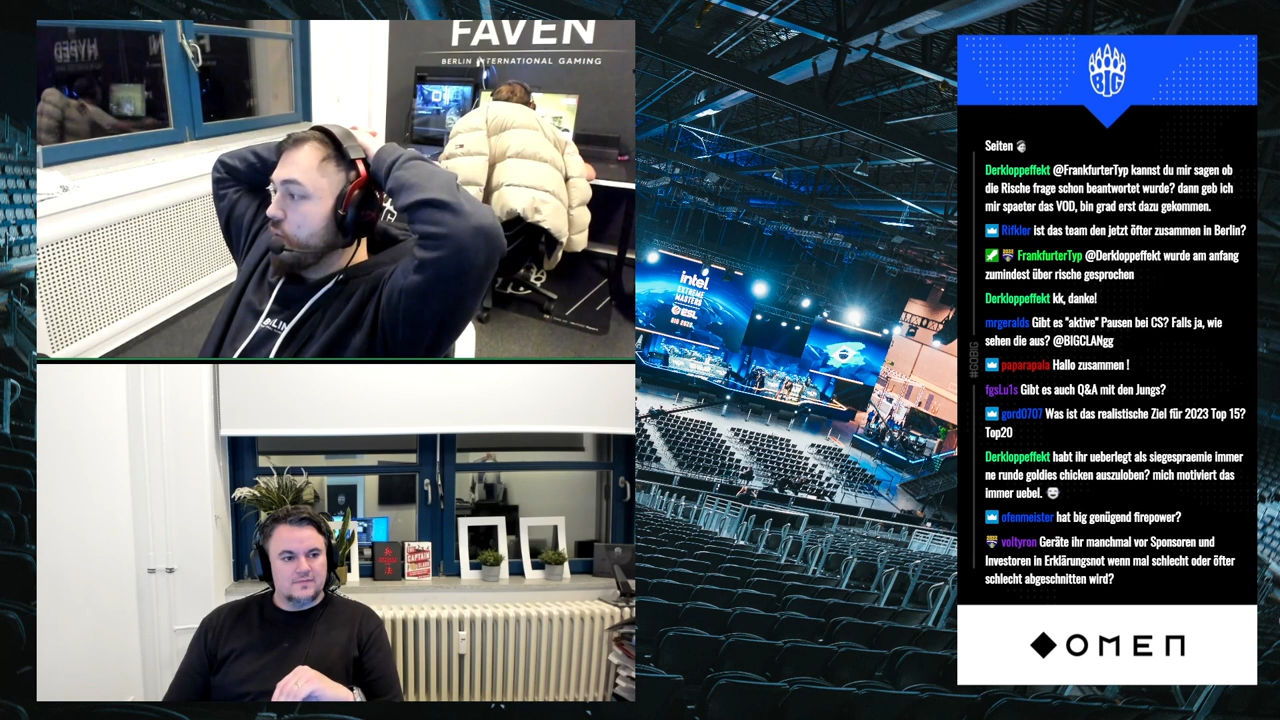 FAVEN
BERLIN INTERNATIONAL GAMING
intel
EXTREME
MASTERS
ESL
RIO 2022
CAPTAIN
BIG
#GOBIG
Seiten
Derkloppeffekt @FrankfurterTyp kannst du mir sagen ob
die Rische frage schon beantwortet wurde? dann geb ich
mir spaeter das VOD, bin grad erst dazu gekommen.
Rifkler ist das team den jetzt öfter zusammen in Berlin?
FrankfurterTyp @Derkloppeffekt wurde am anfang
zumindest über rische gesprochen
Derkloppeffekt kk, danke!
mrgeralds Gibt es "aktive" Pausen bei CS? Falls ja, wie
sehen die aus? @BIGCLANgg
paparapala Hallo zusammen !
fgsLu1s Gibt es auch Q&A mit den Jungs?
gord0707 Was ist das realistische Ziel für 2023 Top 15?
Top20
Derkloppeffekt habt ihr ueberlegt als siegespraemie immer
ne runde goldies chicken auszuloben? mich motiviert das
immer uebel.
ofenmeister hat big genügend firepower?
voltyron Geräte ihr manchmal vor Sponsoren und
Investoren in Erklärungsnot wenn mal schlecht oder öfter
schlecht abgeschnitten wird?
OMEN